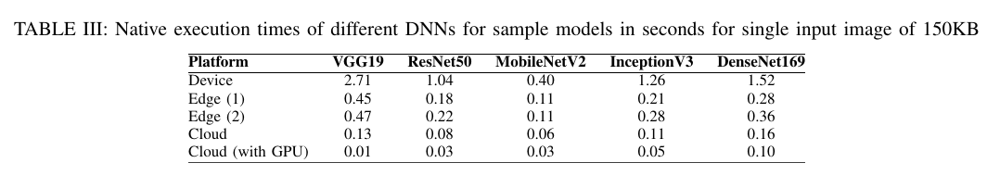 TABLE III: Native execution times of different DNNs for sample models in seconds for single input image of 150KB
Platform VGG19 ResNet50 MobileNetV2 InceptionV3 DenseNet169
Device 2.71 1.04 0.40 1.26 1.52
Edge (1) 0.45 0.18 0.11 0.21 0.28
Edge (2) 0.47 0.22 0.11 0.28 0.36
Cloud 0.13 0.08 0.06 0.11 0.16
Cloud (with GPU) 0.01 0.03 0.03 0.05 0.10